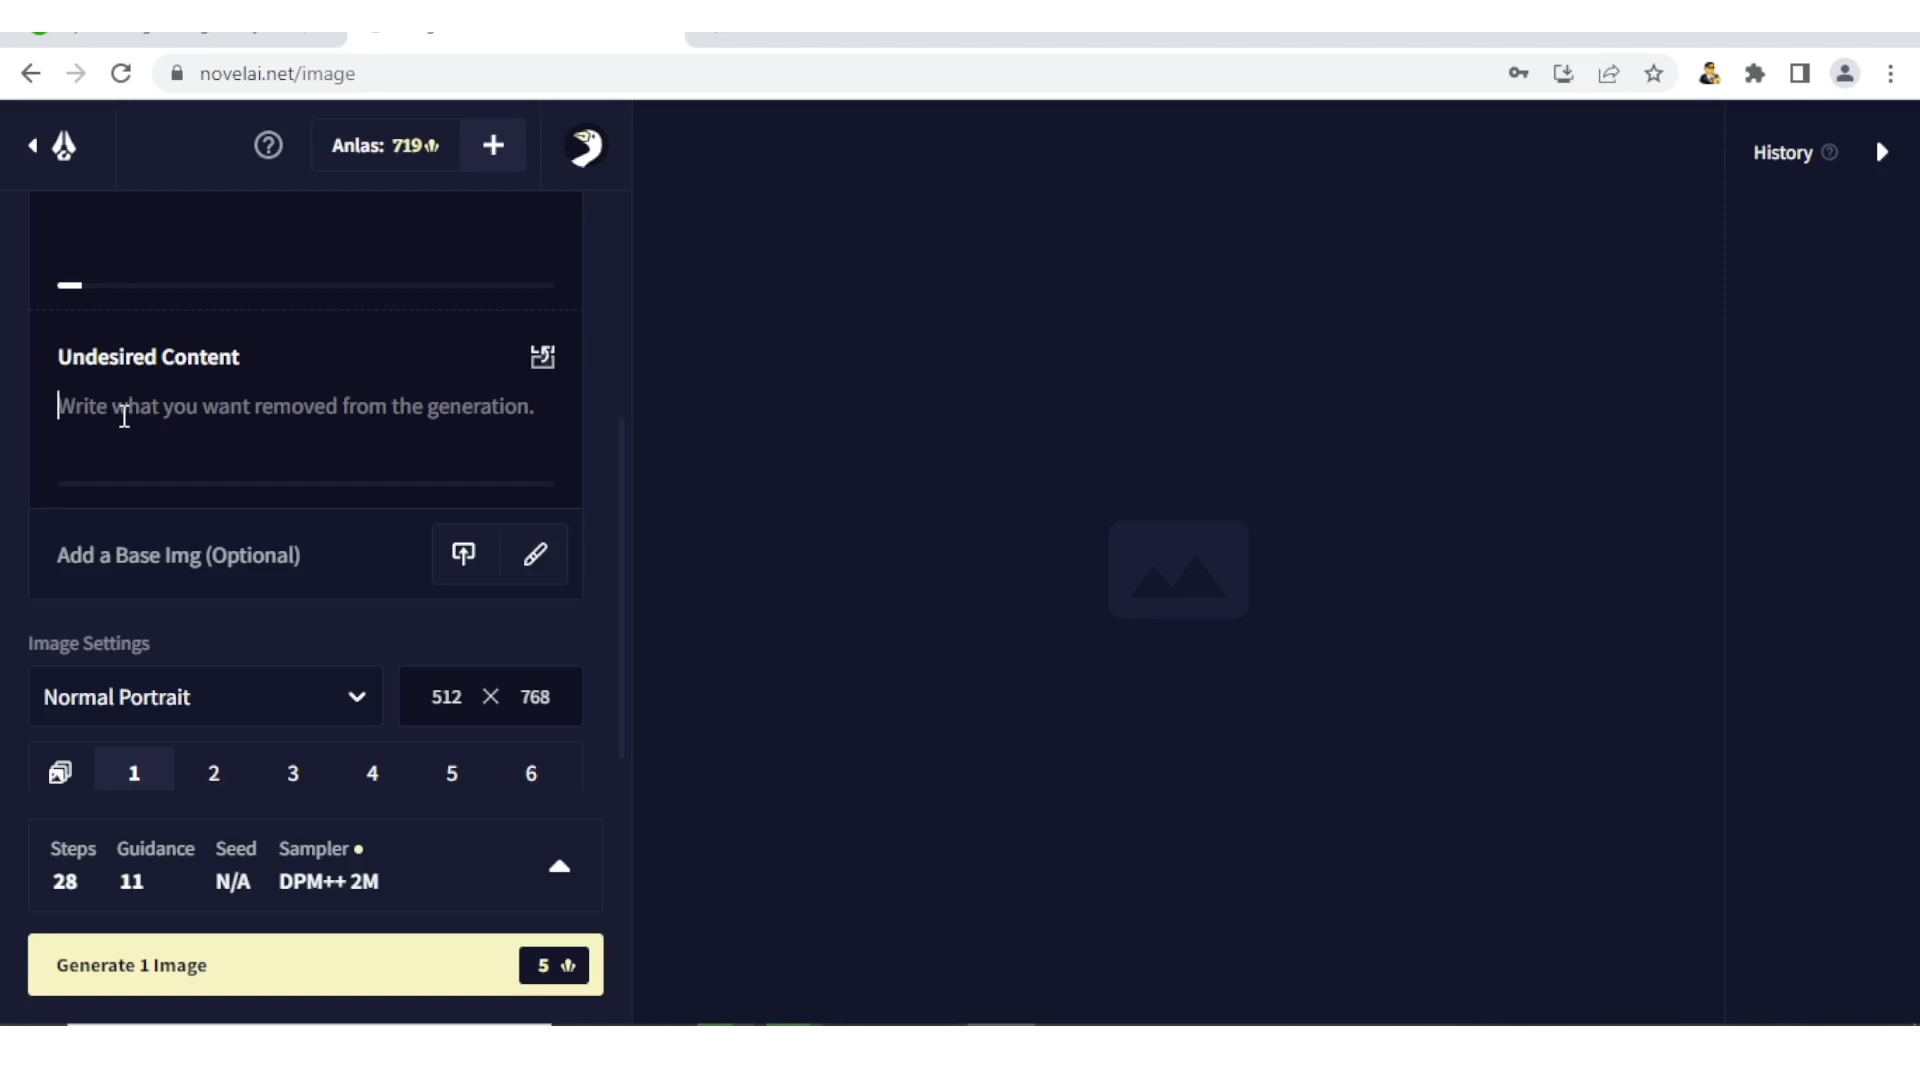 novelai.net/image
Anlas: 719
History
Undesired Content
Write what you want removed from the generation.
Add a Base Img (Optional)
Image Settings
Normal Portrait
512 X 768
1 2 3 4 5 6
Steps Guidance Seed Sampler
28 11 N/A DPM++ 2M
Generate 1 Image 5